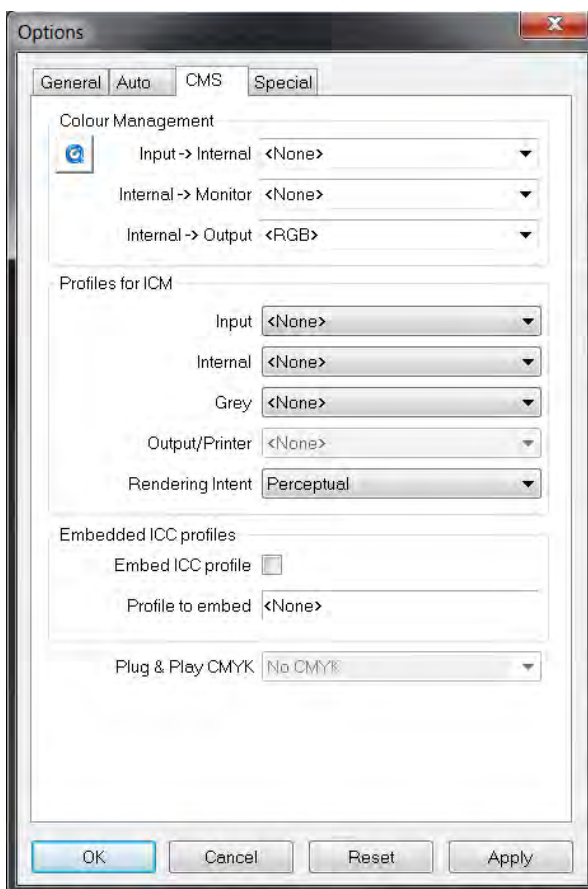 Options
General Auto CMS Special
Colour Management
Input -> Internal <None>
Internal -> Monitor <None>
Internal -> Output <RGB>
Profiles for ICM
Input <None>
Internal <None>
Grey <None>
Output/Printer <None>
Rendering Intent Perceptual
Embedded ICC profiles
Embed ICC profile
Profile to embed <None>
Plug & Play CMYK No CMYK
OK Cancel Reset Apply